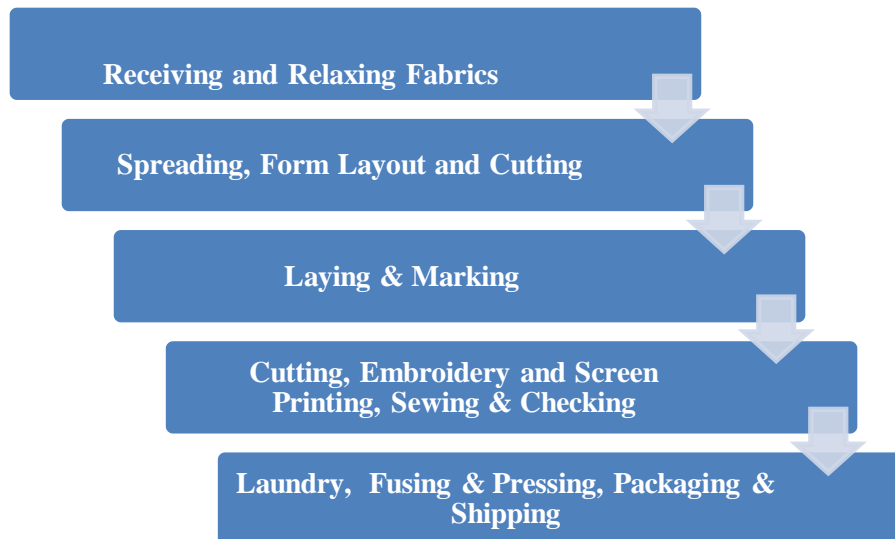 Receiving and Relaxing Fabrics
Spreading, Form Layout and Cutting
Laying & Marking
Cutting, Embroidery and Screen
Printing, Sewing & Checking
Laundry, Fusing & Pressing, Packaging &
Shipping